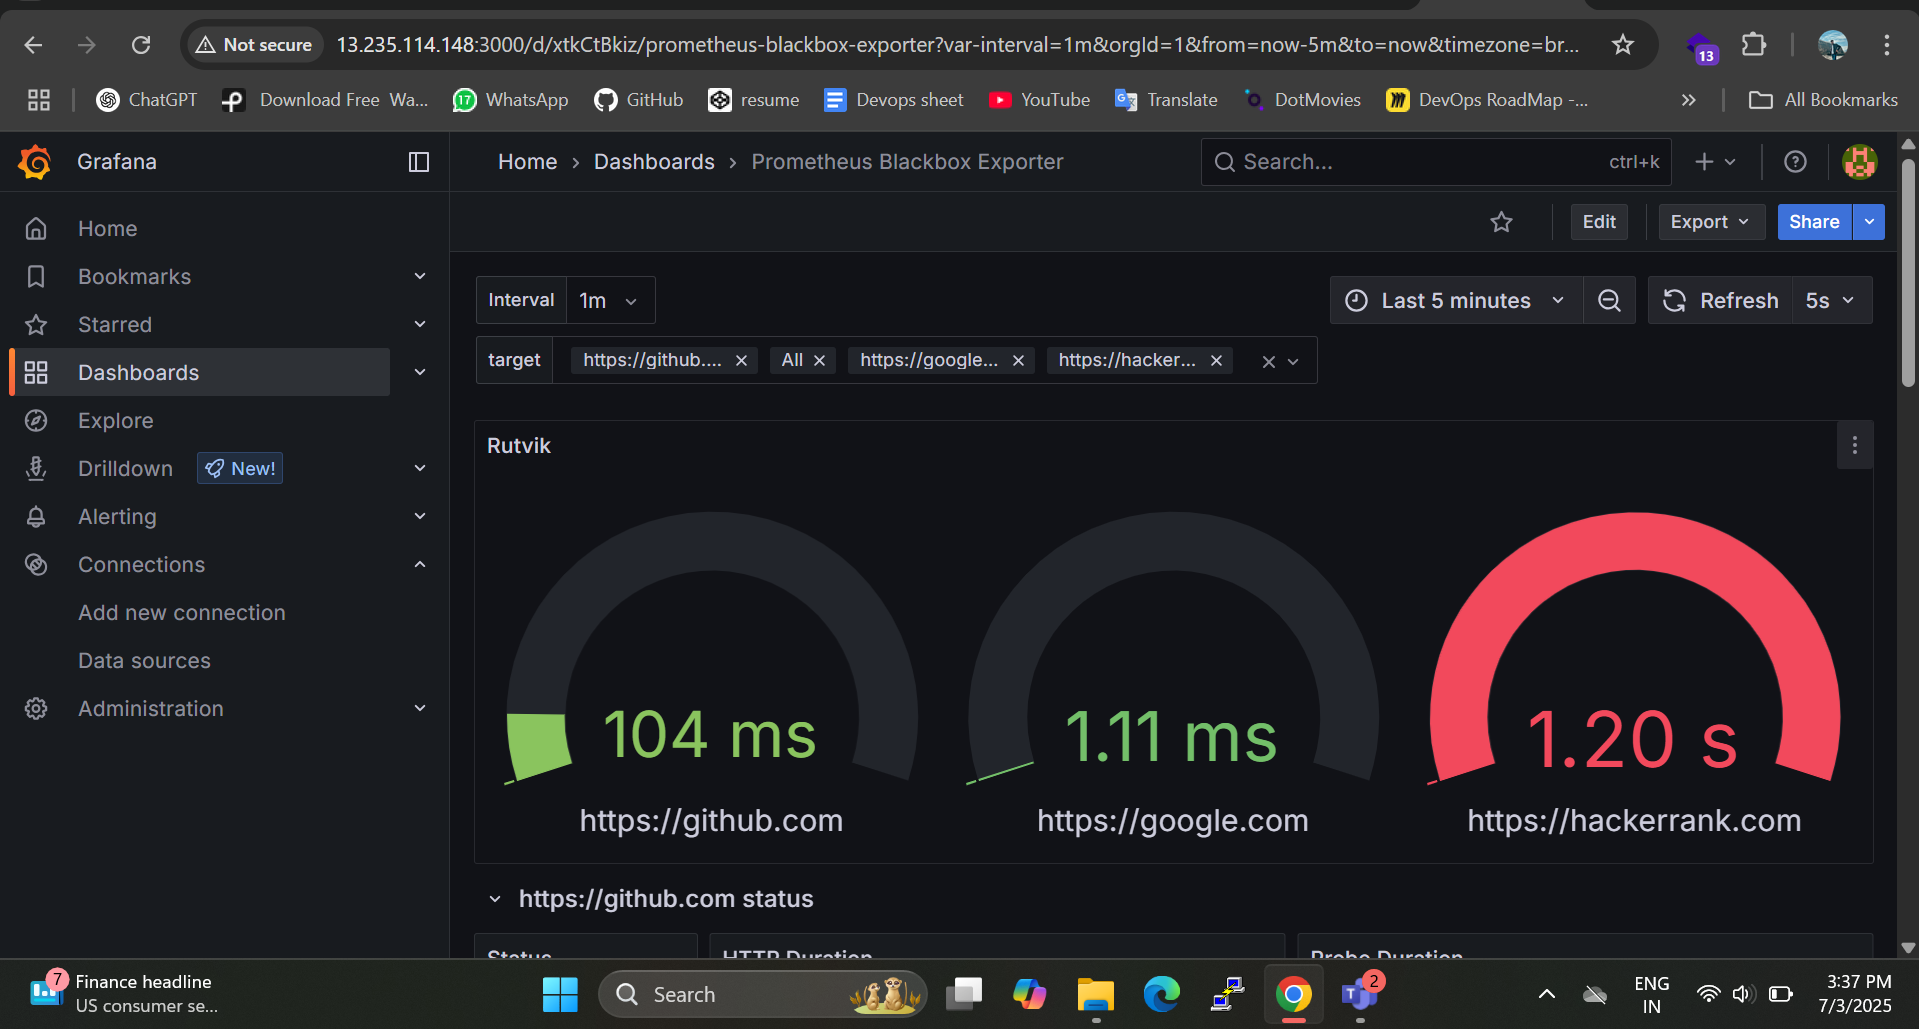 Not secure
13.235.114.148:3000/d/xtkCtBkiz/prometheus-blackbox-exporter?var-interval=1m&orgId=1&from=now-5m&to=now&timezone=br...
13
ChatGPT
Download Free Wa...
17
WhatsApp
GitHub
resume
Devops sheet
YouTube
Translate
DotMovies
DevOps RoadMap -...
All Bookmarks
Grafana
Home
Dashboards
Prometheus Blackbox Exporter
Search...
ctrl+k
Edit
Export
Share
Home
Bookmarks
Starred
Dashboards
Explore
Drilldown
New!
Alerting
Connections
Add new connection
Data sources
Administration
Interval
1m
Last 5 minutes
Refresh
5s
target
https://github....
All
https://google...
https://hacker...
Rutvik
104 ms
https://github.com
1.11 ms
https://google.com
1.20 s
https://hackerrank.com
https://github.com status
Status
HTTP Duration
Probe Duration
7
Finance headline
US consumer se...
Search
T
2
ENG
IN
3:37 PM
7/3/2025